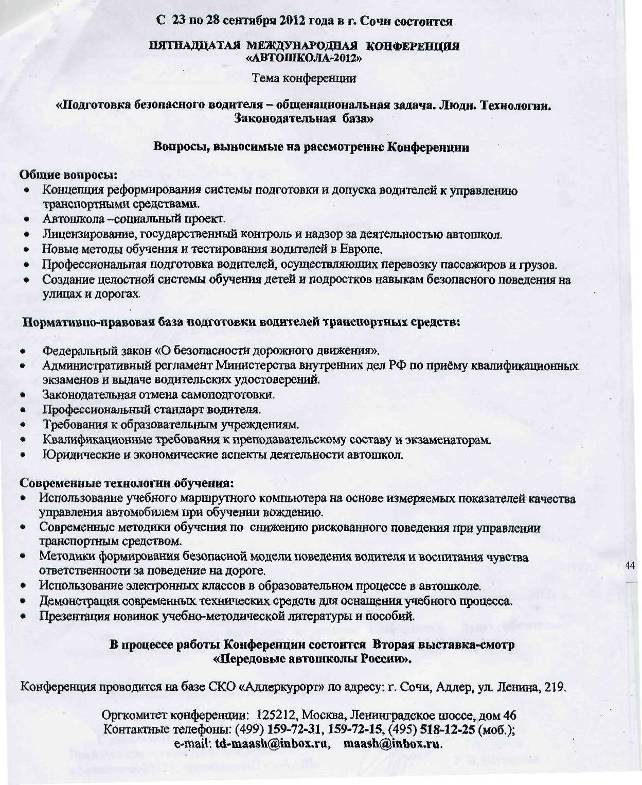 С 23 по 28 сентября 2012 года в г. Сочи состоится
ПЯТНАДЦАТАЯ МЕЖДУНАРОДНАЯ КОНФЕРЕНЦИЯ
«АВТОШКОЛА-2012»
Тема конференции
«Подготовка безопасного водителя – общенациональная задача. Люди. Технологии.
Законодательная база»
Вопросы, выносимые на рассмотрение Конференции
Общие вопросы:
• Концепция реформирования системы подготовки и допуска водителей к управлению
транспортными средствами.
• Автошкола –социальный проект.
• Лицензирование, государственный контроль и надзор за деятельностью автошкол.
• Новые методы обучения и тестирования водителей в Европе.
• Профессиональная подготовка водителей, осуществляющих перевозку пассажиров и грузов.
• Создание целостной системы обучения детей и подростков навыкам безопасного поведения на
улицах и дорогах.
Нормативно-правовая база подготовки водителей транспортных средств:
• Федеральный закон «О безопасности дорожного движения».
• Административный регламент Министерства внутренних дел РФ по приёму квалификационных
экзаменов и выдаче водительских удостоверений.
• Законодательная отмена самоподготовки.
• Профессиональный стандарт водителя.
• Требования к образовательным учреждениям.
• Квалификационные требования к преподавательскому составу и экзаменаторам.
• Юридические и экономические аспекты деятельности автошкол.
Современные технологии обучения:
• Использование учебного маршрутного компьютера на основе измеряемых показателей качества
управления автомобилем при обучении вождению.
• Современные методики обучения по снижению рискованного поведения при управлении
транспортным средством.
• Методики формирования безопасной модели поведения водителя и воспитания чувства
ответственности за поведение на дороге.
44
• Использование электронных классов в образовательном процессе в автошколе.
• Демонстрация современных технических средств для оснащения учебного процесса.
• Презентация новинок учебно-методической литературы и пособий.
В процессе работы Конференции состоится Вторая выставка-смотр
«Передовые автошколы России».
Конференция проводится на базе СКО «Адлеркурорт» по адресу: г. Сочи, Адлер, ул. Ленина, 219.
Оргкомитет конференции: 125212, Москва, Ленинградское шоссе, дом 46
Контактные телефоны: (499) 159-72-31, 159-72-15, (495) 518-12-25 (моб.);
e-mail: td-maash@inbox.ru, maash@inbox.ru.